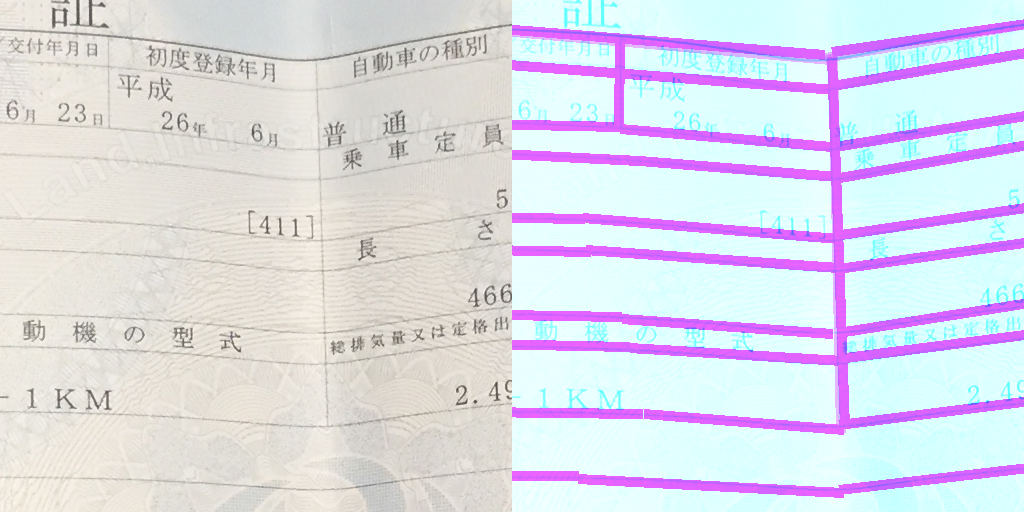 証
交付年月日 初度登録年月 自動車の種別
平成
6月 23日 26年 6月 普通
乗車定員
5
[411]
長さ
466
動機の型式 総排気量又は定格出
-1KM 2.49
証
交付年月日 初度登録年月 自動車の種別
平成
6月 23日 26年 6月 普通
乗車定員
5
[411]
長さ
466
動機の型式 総排気量又は定格出
-1KM 2.49